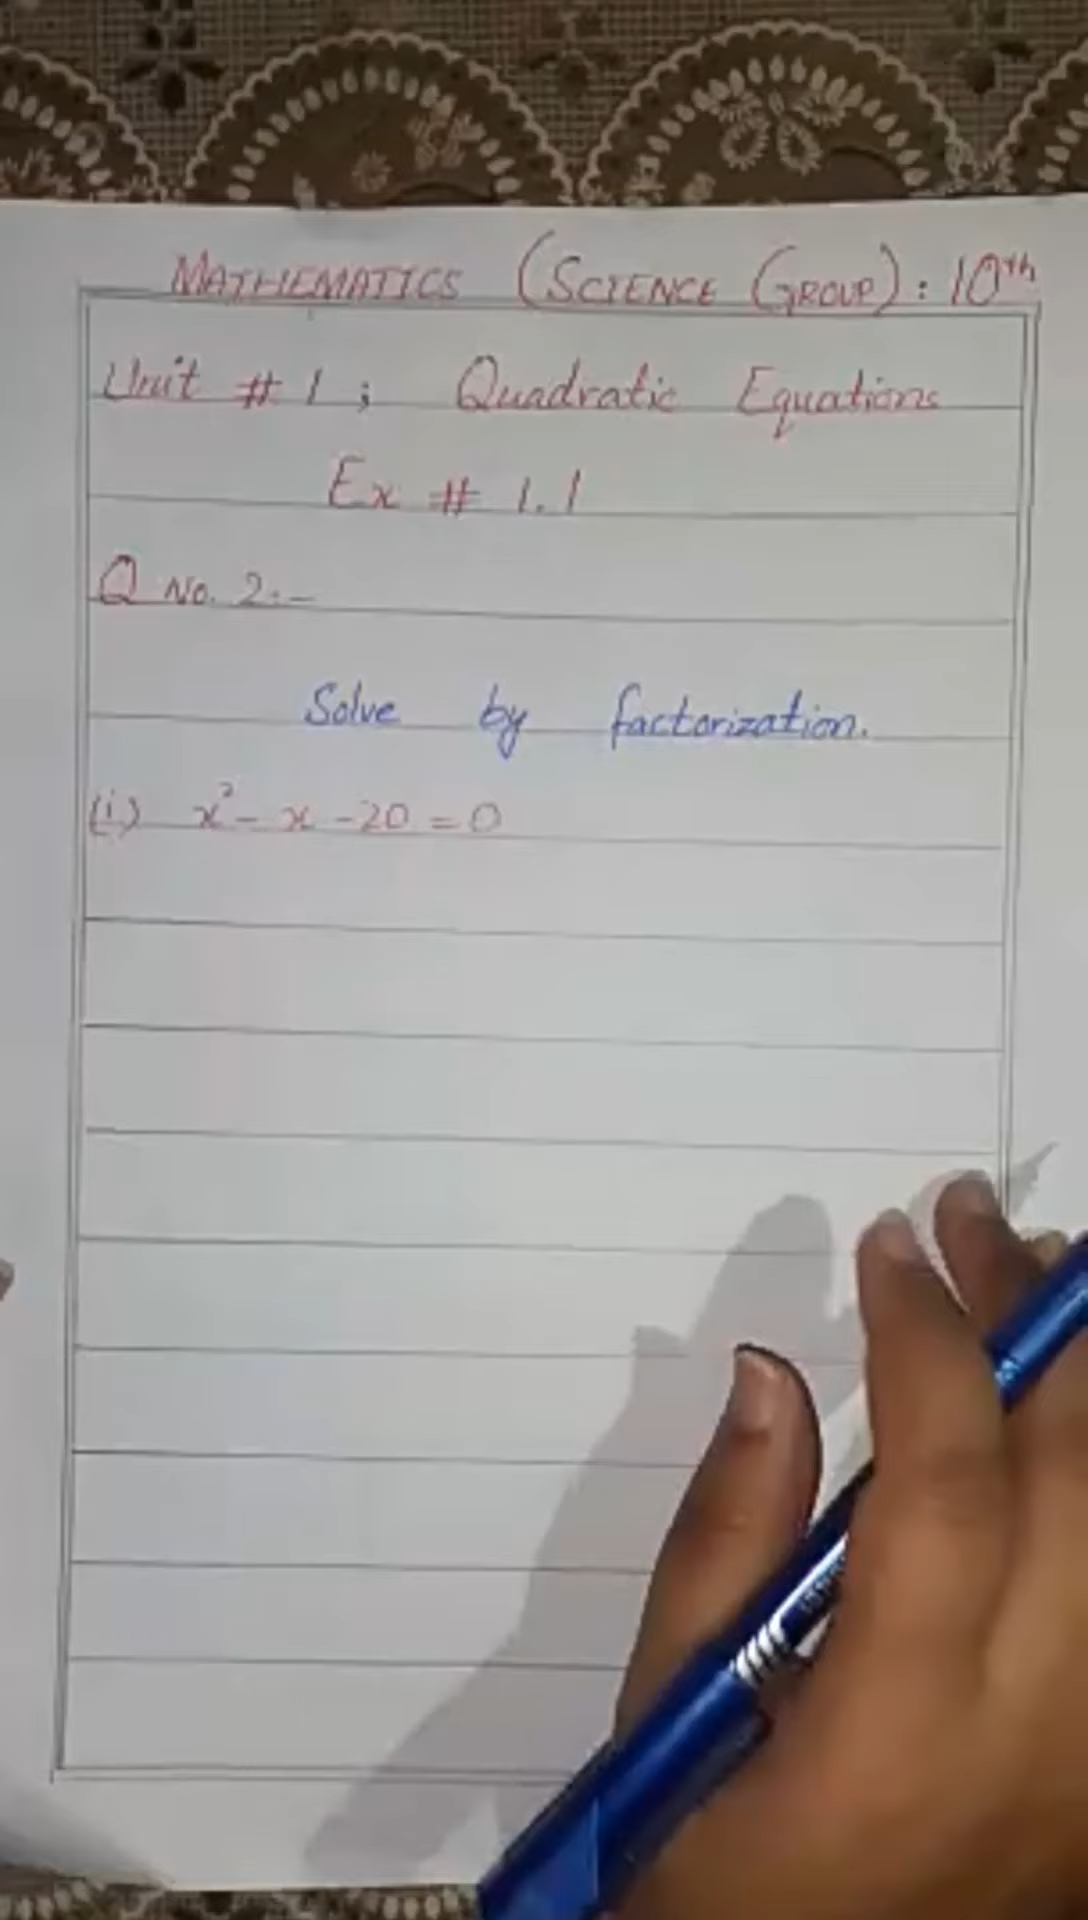 MATHEMATICS (SCIENCE GROUP) : 10th
Unit # 1 ; Quadratic Equations
Ex # 1.1
Q No. 2:-
Solve by factorization.
(i) x² - x - 20 = 0